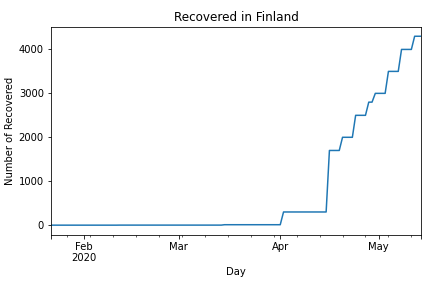 Recovered in Finland
Number of Recovered
4000
3000
2000
1000
0
Feb
2020
Mar
Apr
May
Day